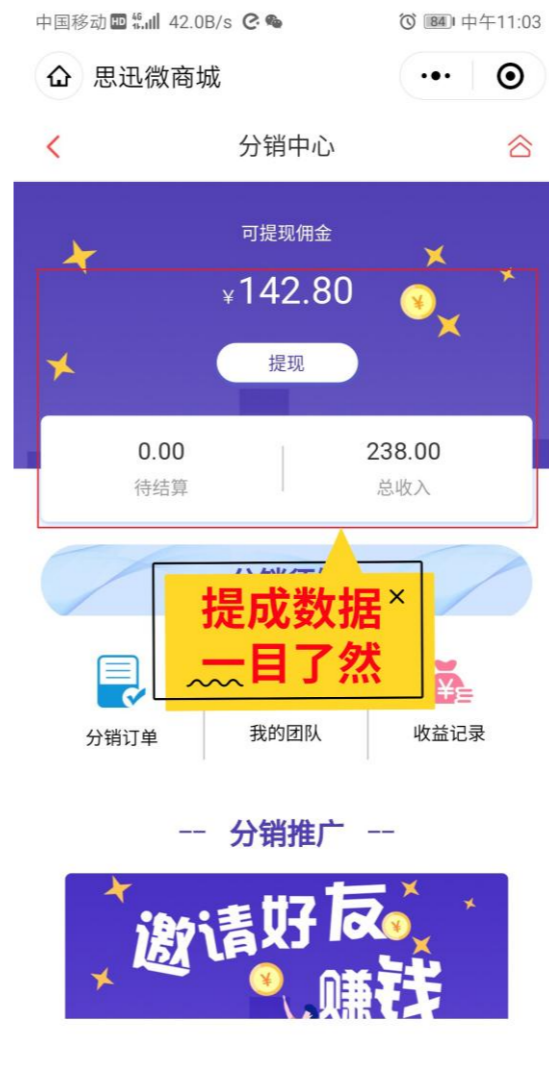 中国移动 HD 4G 42.0B/s 84 中午11:03
思迅微商城
分销中心
可提现佣金
¥142.80
提现
0.00 238.00
待结算 总收入
提成数据
一目了然
分销订单 我的团队 收益记录
-- 分销推广 --
邀请好友
赚钱